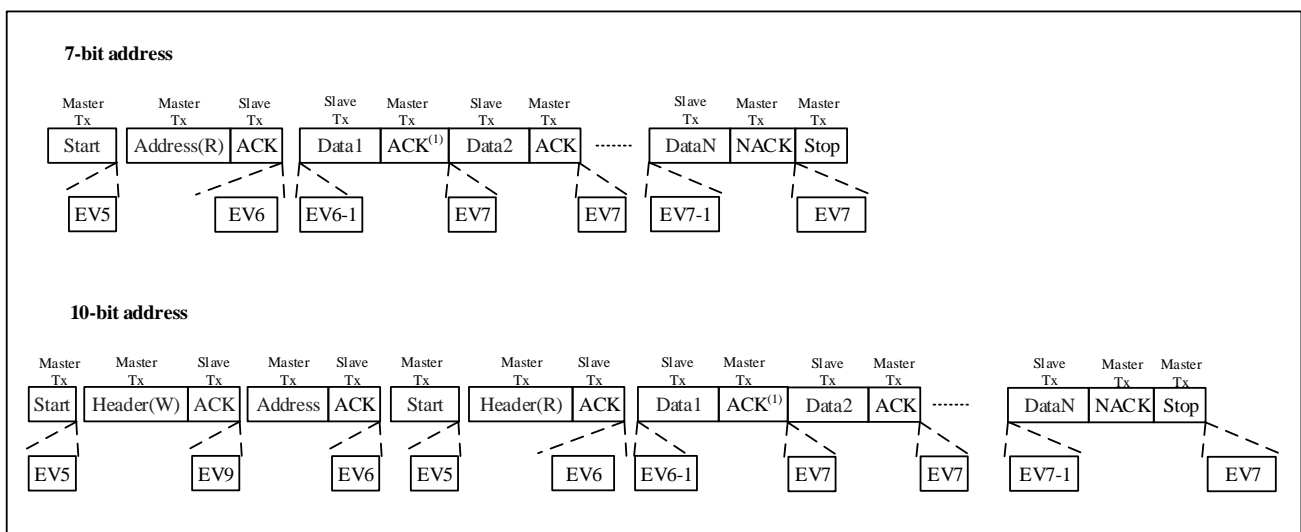 7-bit address
Master Tx Master Tx Slave Tx Slave Tx Master Tx Slave Tx Master Tx Slave Tx Master Tx Master Tx
Start Address(R) ACK Data1 ACK(1) Data2 ACK ....... DataN NACK Stop
EV5 EV6 EV6-1 EV7 EV7 EV7-1 EV7
10-bit address
Master Tx Master Tx Slave Tx Master Tx Slave Tx Master Tx Master Tx Slave Tx Slave Tx Master Tx Slave Tx Master Tx Slave Tx Master Tx Master Tx
Start Header(W) ACK Address ACK Start Header(R) ACK Data1 ACK(1) Data2 ACK ....... DataN NACK Stop
EV5 EV9 EV6 EV5 EV6 EV6-1 EV7 EV7 EV7-1 EV7